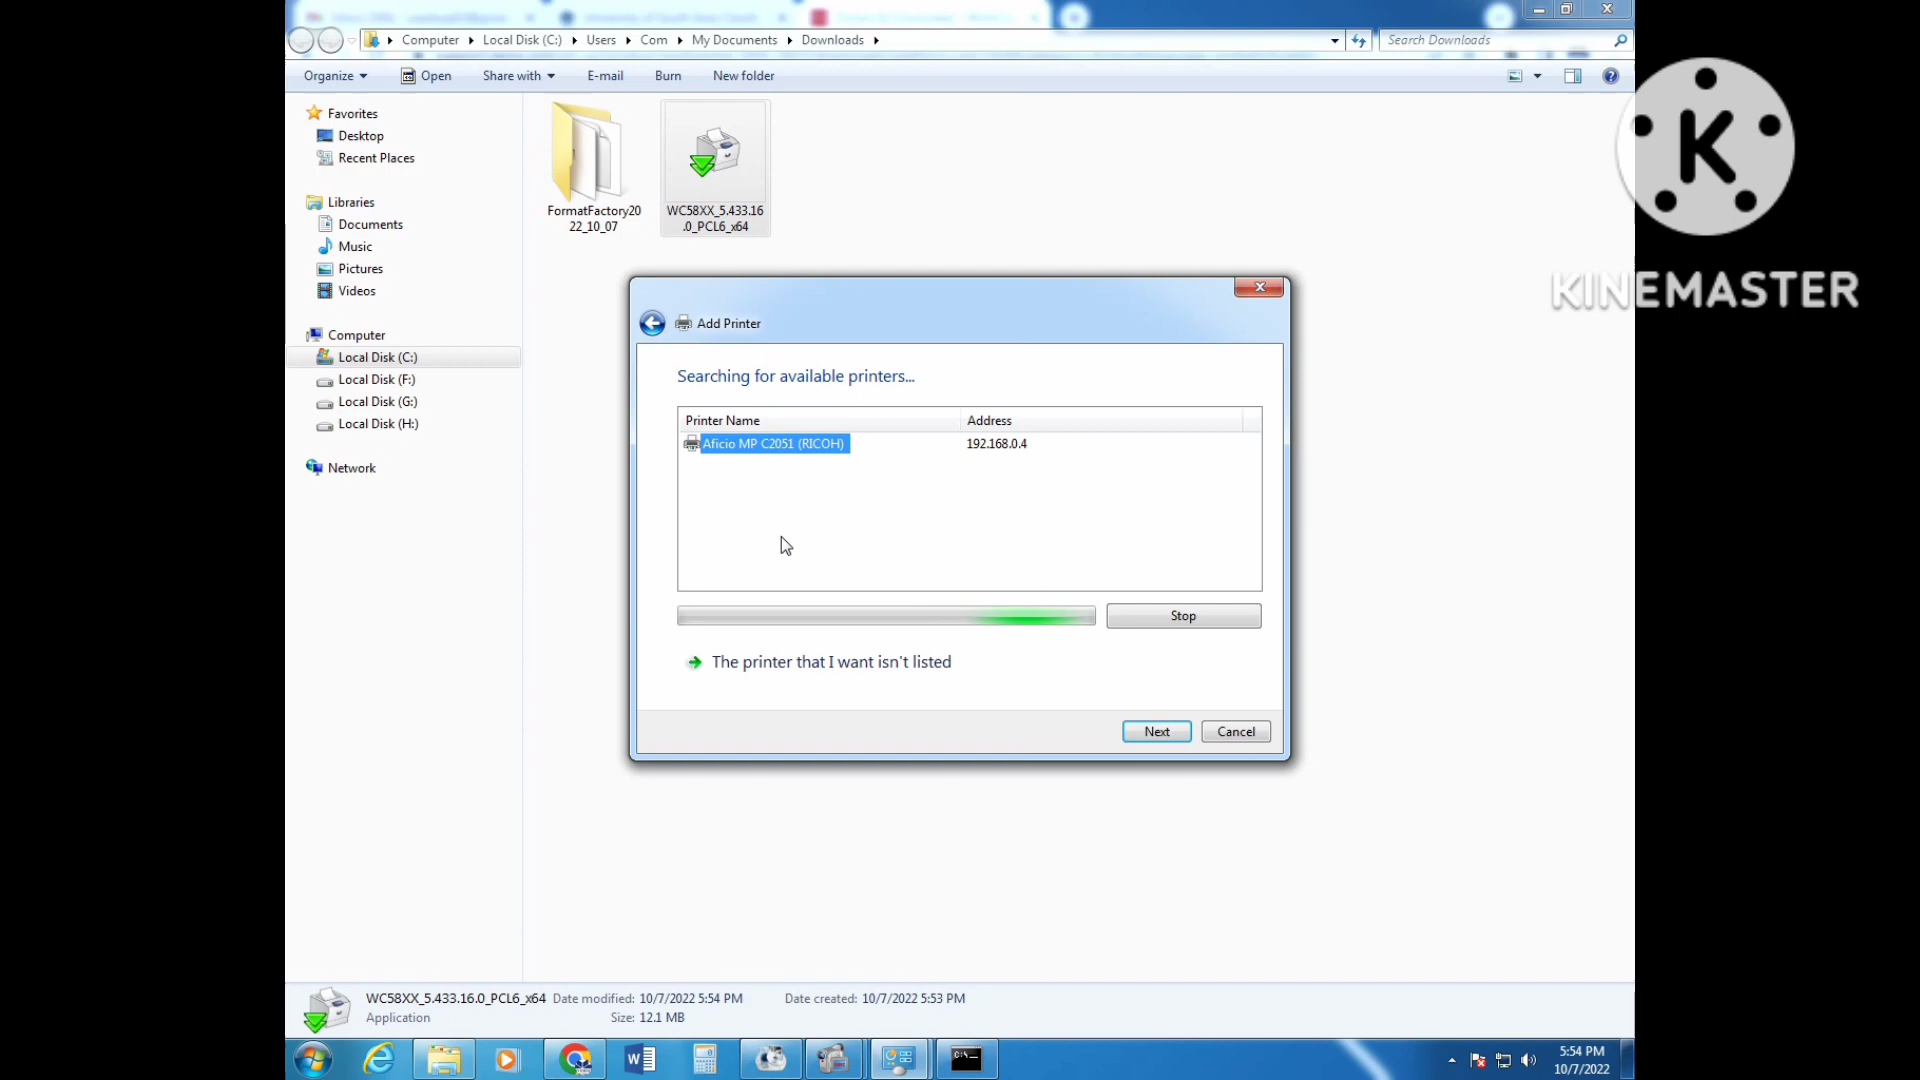 Computer Local Disk (C:) Users Com My Documents Downloads
Search Downloads
Organize Open Share with E-mail Burn New folder
Favorites
Desktop
Recent Places
Libraries
Documents
Music
Pictures
Videos
Computer
Local Disk (C:)
Local Disk (F:)
Local Disk (G:)
Local Disk (H:)
Network
FormatFactory20
22_10_07
WC58XX_5.433.16
.0_PCL6_x64
Add Printer
Searching for available printers...
Printer Name Address
Aficio MP C2051 (RICOH) 192.168.0.4
Stop
The printer that I want isn't listed
Next Cancel
K
KINEMASTER
WC58XX_5.433.16.0_PCL6_x64 Date modified: 10/7/2022 5:54 PM Date created: 10/7/2022 5:53 PM
Application Size: 12.1 MB
5:54 PM
10/7/2022